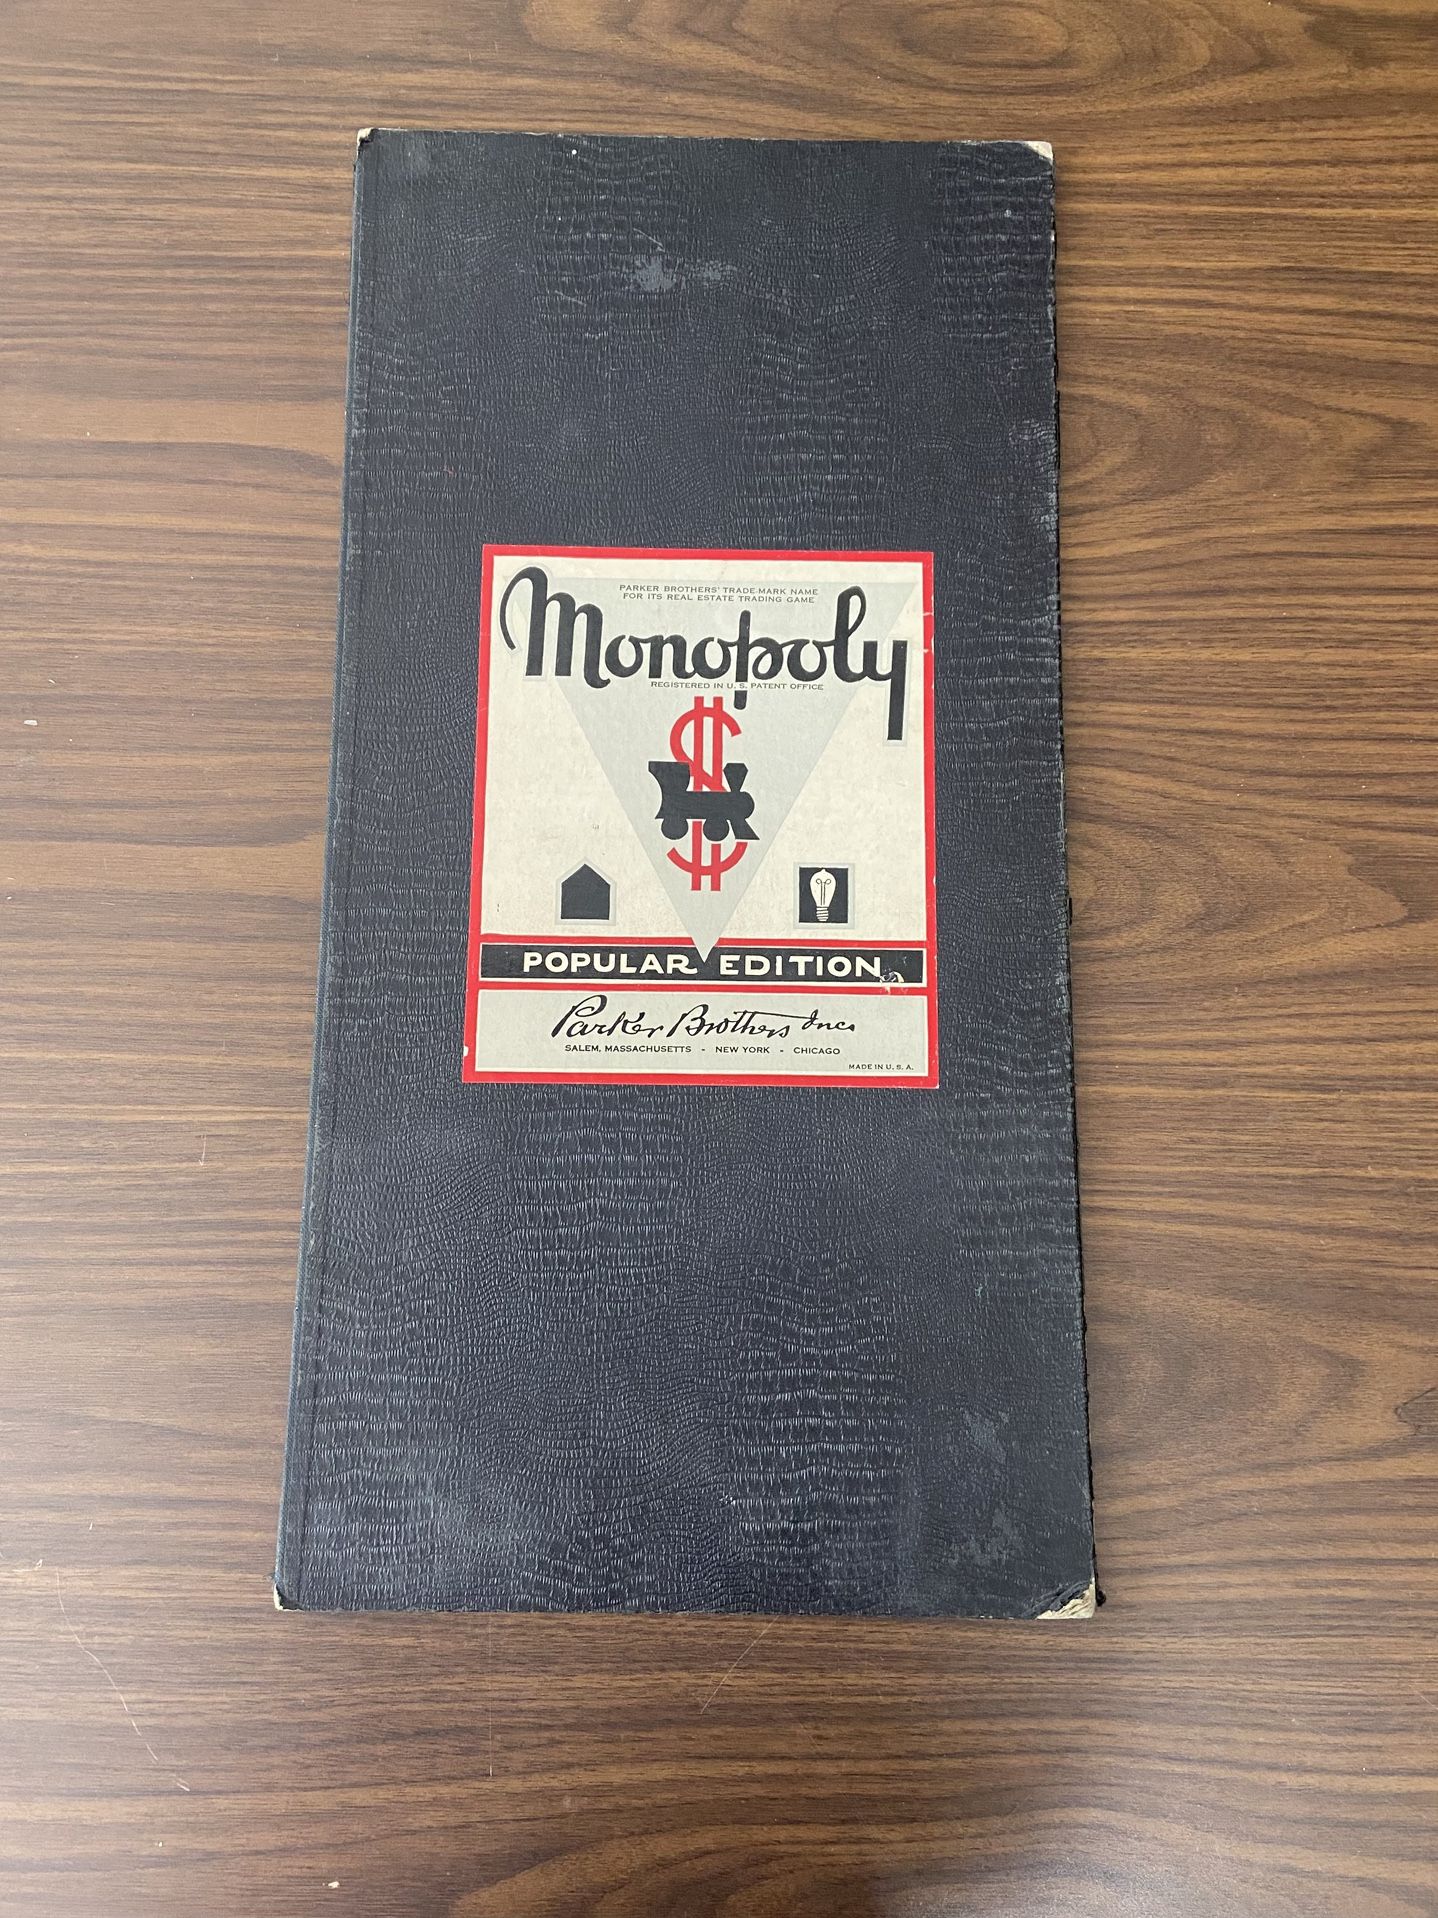 PARKER BROTHERS' TRADE-MARK NAME
FOR ITS REAL ESTATE TRADING GAME
Monopoly
REGISTERED IN U. S. PATENT OFFICE
POPULAR EDITION
Parker Brothers Inc.
SALEM, MASSACHUSETTS - NEW YORK - CHICAGO
MADE IN U. S. A.